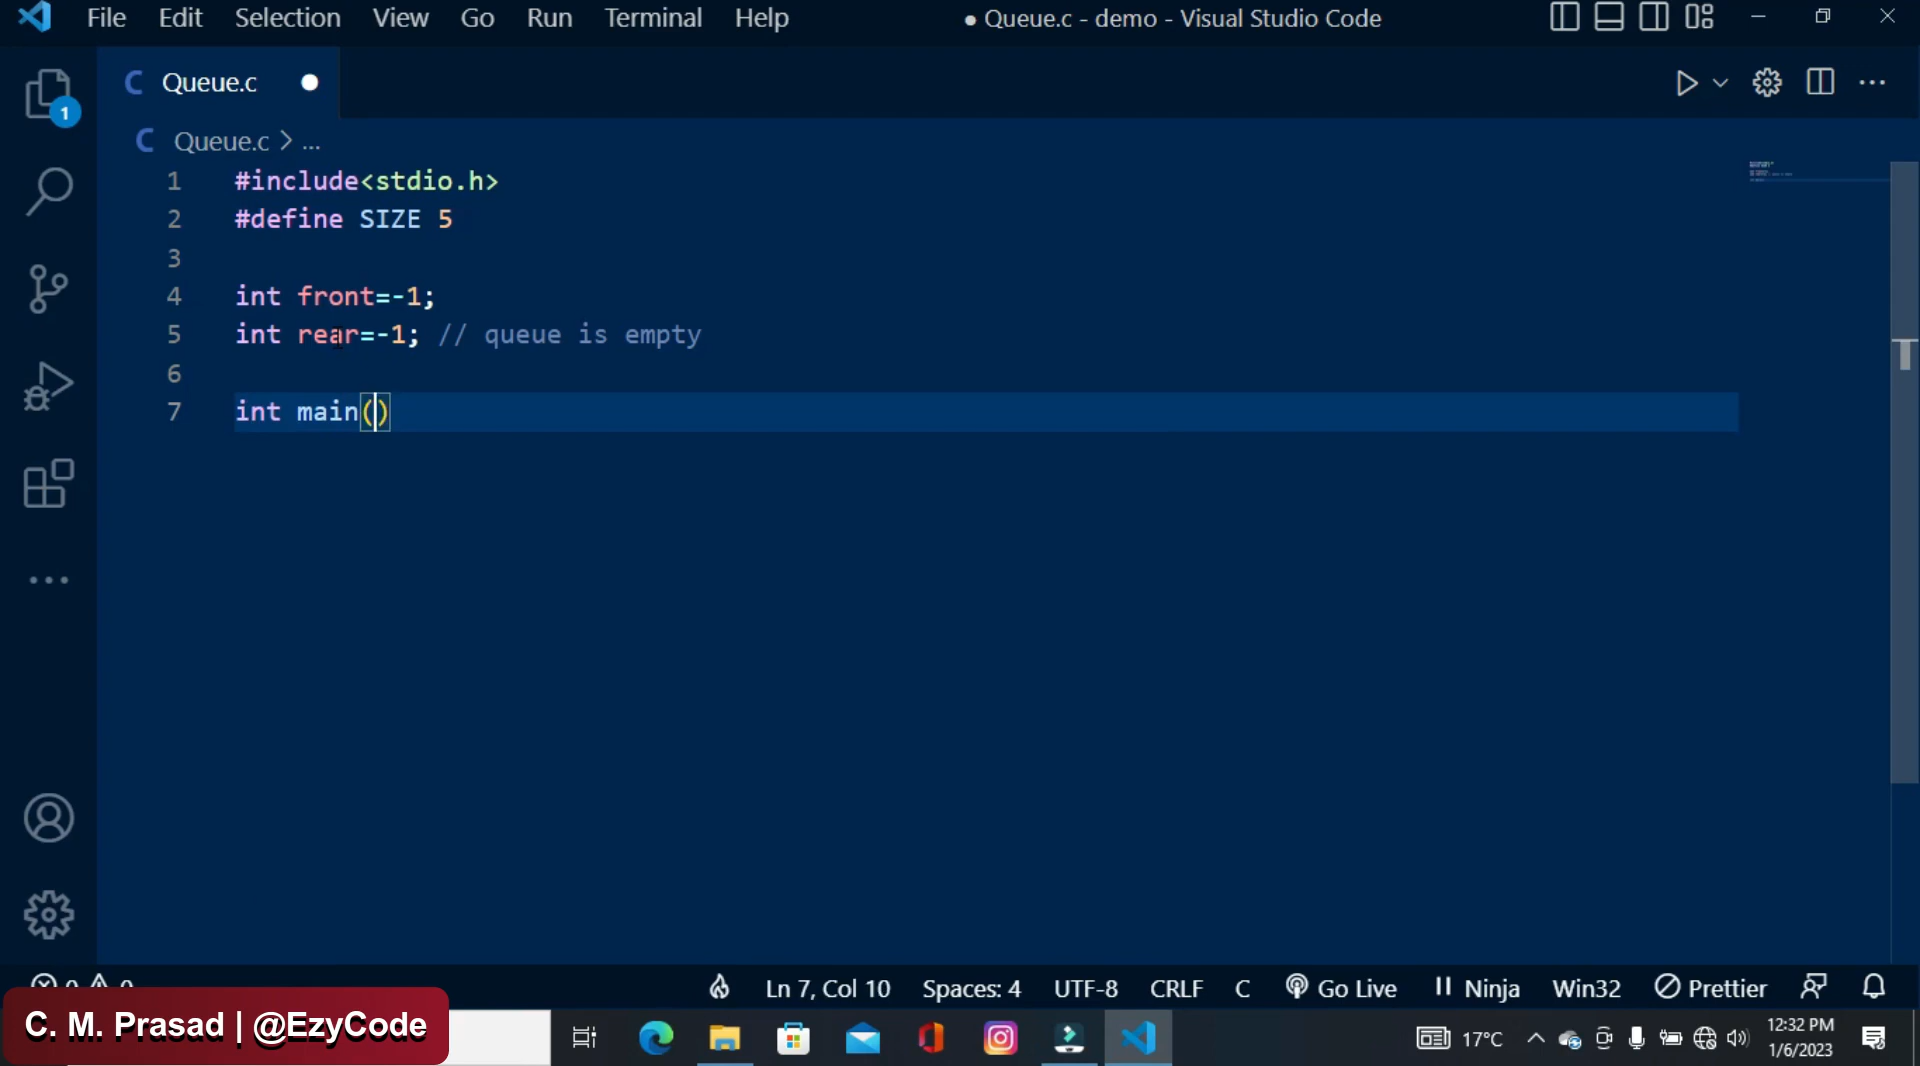 File Edit Selection View Go Run Terminal Help
● Queue.c - demo - Visual Studio Code
C Queue.c
1
C Queue.c > ...
1 #include<stdio.h>
2 #define SIZE 5
3
4 int front=-1;
5 int rear=-1; // queue is empty
6
7 int main()
Ln 7, Col 10 Spaces: 4 UTF-8 CRLF C Go Live Ninja Win32 Prettier
C. M. Prasad | @EzyCode
17°C
12:32 PM
1/6/2023